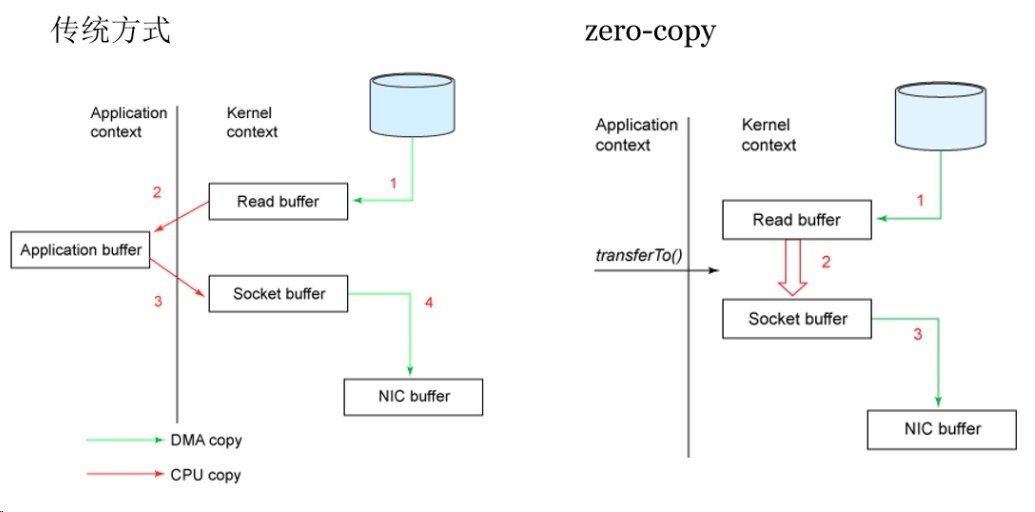 传统方式
Application
context
Kernel
context
1
2
Read buffer
Application buffer
3
Socket buffer
4
NIC buffer
DMA copy
CPU copy
zero-copy
Application
context
Kernel
context
1
Read buffer
transferTo()
2
Socket buffer
3
NIC buffer